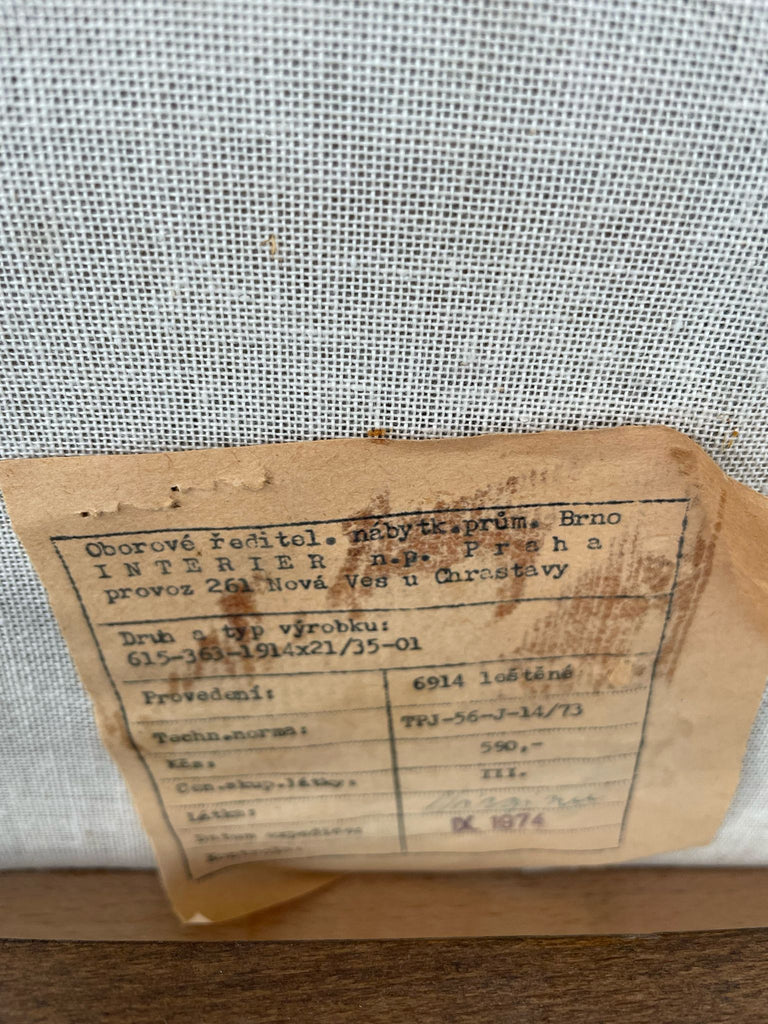 Oborové ředitel. nábytk.prům. Brno
INTERIER n.p. Praha
provoz 261 Nová Ves u Chrastavy
Druh a typ výrobku:
615-363-1914x21/35-01
Provedení: 6914 leštěné
Techn.norma: TPJ-56-J-14/73
Kčs: 590,-
Cen.skup.látky: III.
Látka:
Datum expedice IX. 1974